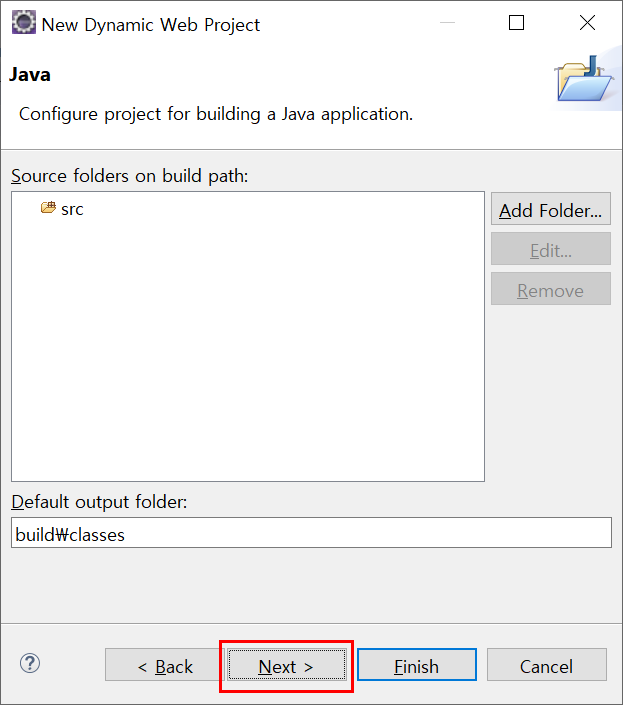 New Dynamic Web Project
Java
Configure project for building a Java application.
Source folders on build path:
src
Add Folder...
Edit...
Remove
Default output folder:
build₩classes
?
< Back
Next >
Finish
Cancel